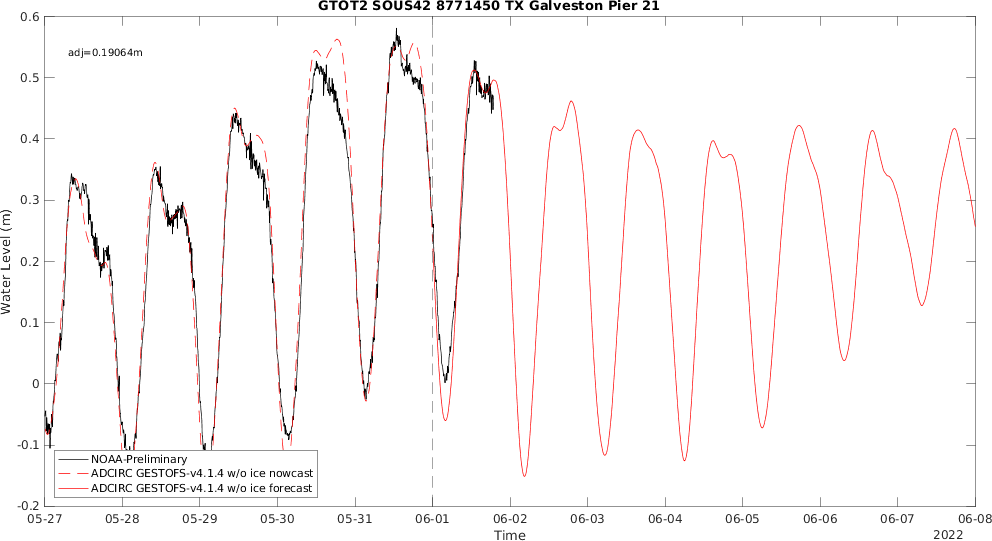 GTOT2 SOUS42 8771450 TX Galveston Pier 21
adj=0.19064m
0.6
0.5
0.4
0.3
0.2
0.1
0
-0.1
-0.2
Water Level (m)
NOAA-Preliminary
ADCIRC GESTOFS-v4.1.4 w/o ice nowcast
ADCIRC GESTOFS-v4.1.4 w/o ice forecast
05-27 05-28 05-29 05-30 05-31 06-01 06-02 06-03 06-04 06-05 06-06 06-07 06-08
Time
2022